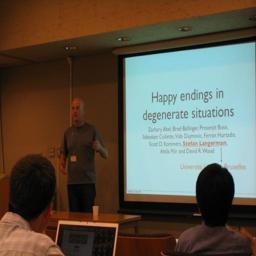 Happy endings in
degenerate situations
Zachary Abel, Brad Ballinger, Prosenjit Bose,
Sébastien Collette, Vida Dujmović, Ferran Hurtado,
Scott D. Kominers, Stefan Langerman,
Attila Pór and David R. Wood
Université Bruxelles